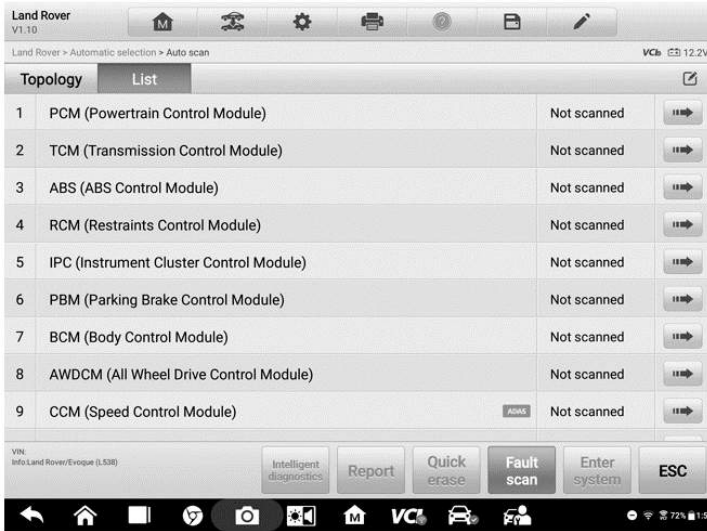 Land Rover
V1.10
Land Rover > Automatic selection > Auto scan
VCI 12.2V
Topology List
1 PCM (Powertrain Control Module) Not scanned
2 TCM (Transmission Control Module) Not scanned
3 ABS (ABS Control Module) Not scanned
4 RCM (Restraints Control Module) Not scanned
5 IPC (Instrument Cluster Control Module) Not scanned
6 PBM (Parking Brake Control Module) Not scanned
7 BCM (Body Control Module) Not scanned
8 AWDCM (All Wheel Drive Control Module) Not scanned
9 CCM (Speed Control Module) ADAS Not scanned
VIN:
Info:Land Rover/Evoque (L538)
Intelligent diagnostics
Report
Quick erase
Fault scan
Enter system
ESC
M VCI M
72%